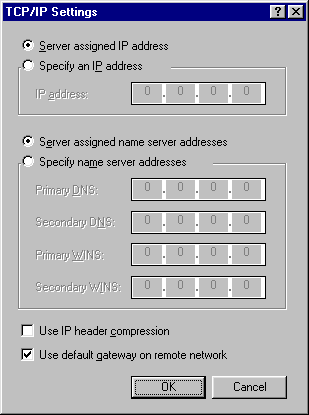 TCP/IP Settings
Server assigned IP address
Specify an IP address
IP address: 0 . 0 . 0 . 0
Server assigned name server addresses
Specify name server addresses
Primary DNS: 0 . 0 . 0 . 0
Secondary DNS: 0 . 0 . 0 . 0
Primary WINS: 0 . 0 . 0 . 0
Secondary WINS: 0 . 0 . 0 . 0
Use IP header compression
Use default gateway on remote network
OK Cancel